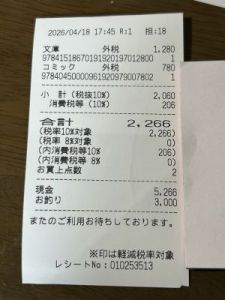 2026/04/18 17:45 R:1 担:18
文庫 外税 1,280
9784151867019192019701280​0 1
コミック 外税 780
9784045000096192097900780​2 1
小 計 (税抜10%) 2,060
消費税等 (10%) 206
合計 2,266
(税率10%対象 2,266)
(税率 8%対象 0)
(内消費税等10% 206)
(内消費税等 8% 0)
お買上点数 2
現金 5,266
お釣り 3,000
またのご利用お待ちしております。
※印は軽減税率対象
レシートNo:010253513